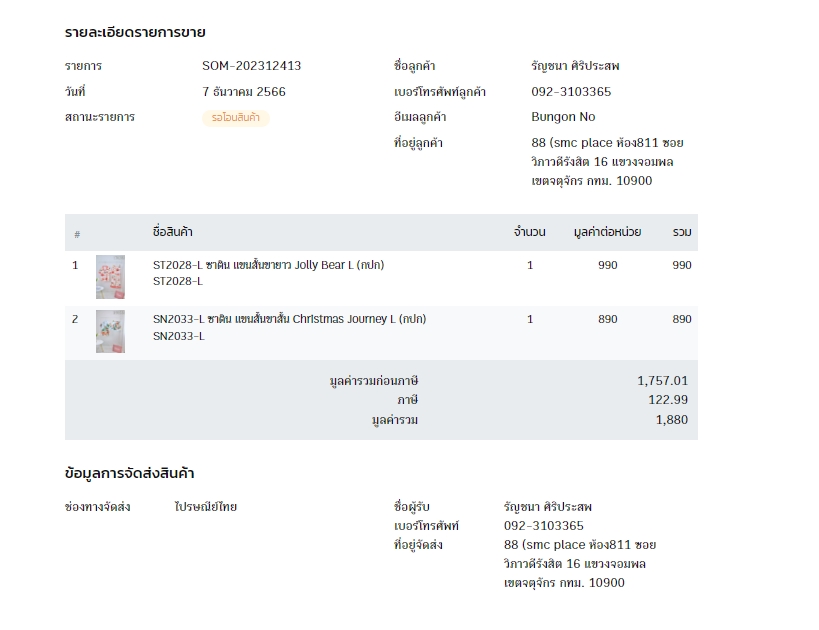 รายละเอียดรายการขาย
รายการ SOM-202312413
วันที่ 7 ธันวาคม 2566
สถานะรายการ รอโอนสินค้า
ชื่อลูกค้า รัญชนา ศิริประสพ
เบอร์โทรศัพท์ลูกค้า 092-3103365
อีเมลลูกค้า Bungon No
ที่อยู่ลูกค้า 88 (smc place ห้อง811 ซอย
วิภาวดีรังสิต 16 แขวงจอมพล
เขตจตุจักร กทม. 10900
# ชื่อสินค้า จำนวน มูลค่าต่อหน่วย รวม
1 ST2028-L ซาติน แขนสั้นขายาว Jolly Bear L (กปก) 1 990 990
ST2028-L
2 SN2033-L ซาติน แขนสั้นขาสั้น Christmas Journey L (กปก) 1 890 890
SN2033-L
มูลค่ารวมก่อนภาษี 1,757.01
ภาษี 122.99
มูลค่ารวม 1,880
ข้อมูลการจัดส่งสินค้า
ช่องทางจัดส่ง ไปรษณีย์ไทย
ชื่อผู้รับ รัญชนา ศิริประสพ
เบอร์โทรศัพท์ 092-3103365
ที่อยู่จัดส่ง 88 (smc place ห้อง811 ซอย
วิภาวดีรังสิต 16 แขวงจอมพล
เขตจตุจักร กทม. 10900